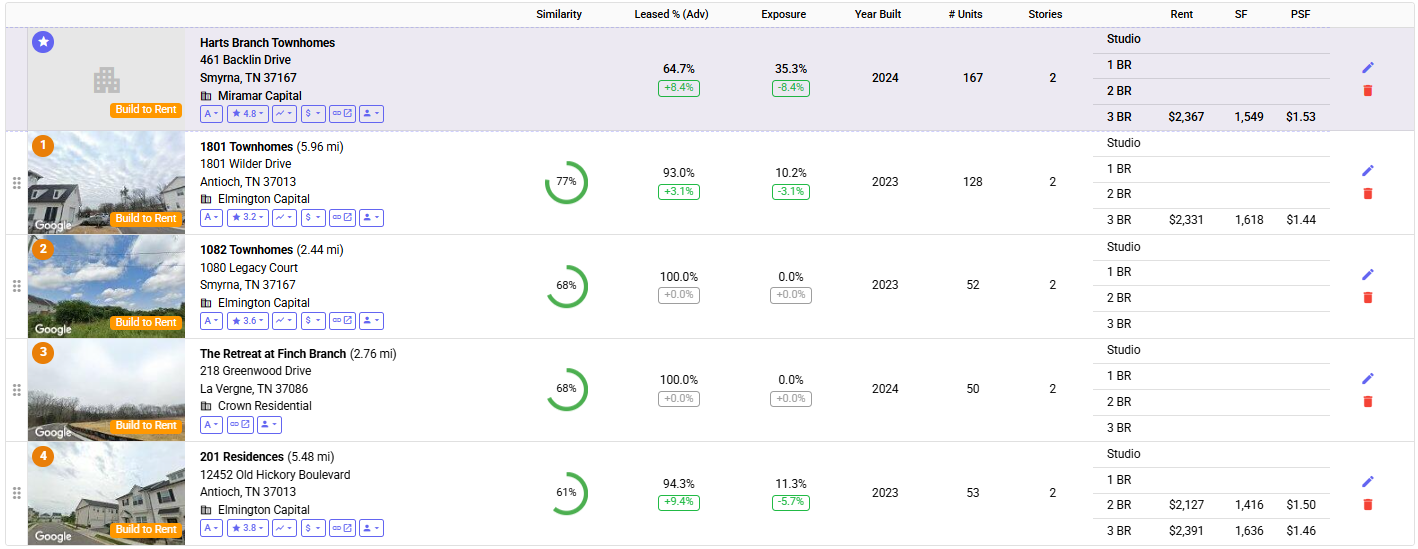 Similarity Leased % (Adv) Exposure Year Built # Units Stories Rent SF PSF
Harts Branch Townhomes
461 Backlin Drive
Smyrna, TN 37167
Miramar Capital
Build to Rent
A 4.8 $
64.7% +8.4%
35.3% -8.4%
2024 167 2
Studio
1 BR
2 BR
3 BR $2,367 1,549 $1.53
1
1801 Townhomes (5.96 mi)
1801 Wilder Drive
Antioch, TN 37013
Elmington Capital
Google
Build to Rent
A 3.2 $
77%
93.0% +3.1%
10.2% -3.1%
2023 128 2
Studio
1 BR
2 BR
3 BR $2,331 1,618 $1.44
2
1082 Townhomes (2.44 mi)
1080 Legacy Court
Smyrna, TN 37167
Elmington Capital
Google
Build to Rent
A 3.6 $
68%
100.0% +0.0%
0.0% +0.0%
2023 52 2
Studio
1 BR
2 BR
3 BR
3
The Retreat at Finch Branch (2.76 mi)
218 Greenwood Drive
La Vergne, TN 37086
Crown Residential
Google
Build to Rent
A
68%
100.0% +0.0%
0.0% +0.0%
2024 50 2
Studio
1 BR
2 BR
3 BR
4
201 Residences (5.48 mi)
12452 Old Hickory Boulevard
Antioch, TN 37013
Elmington Capital
Google
Build to Rent
A 3.8 $
61%
94.3% +9.4%
11.3% -5.7%
2023 53 2
Studio
1 BR
2 BR $2,127 1,416 $1.50
3 BR $2,391 1,636 $1.46